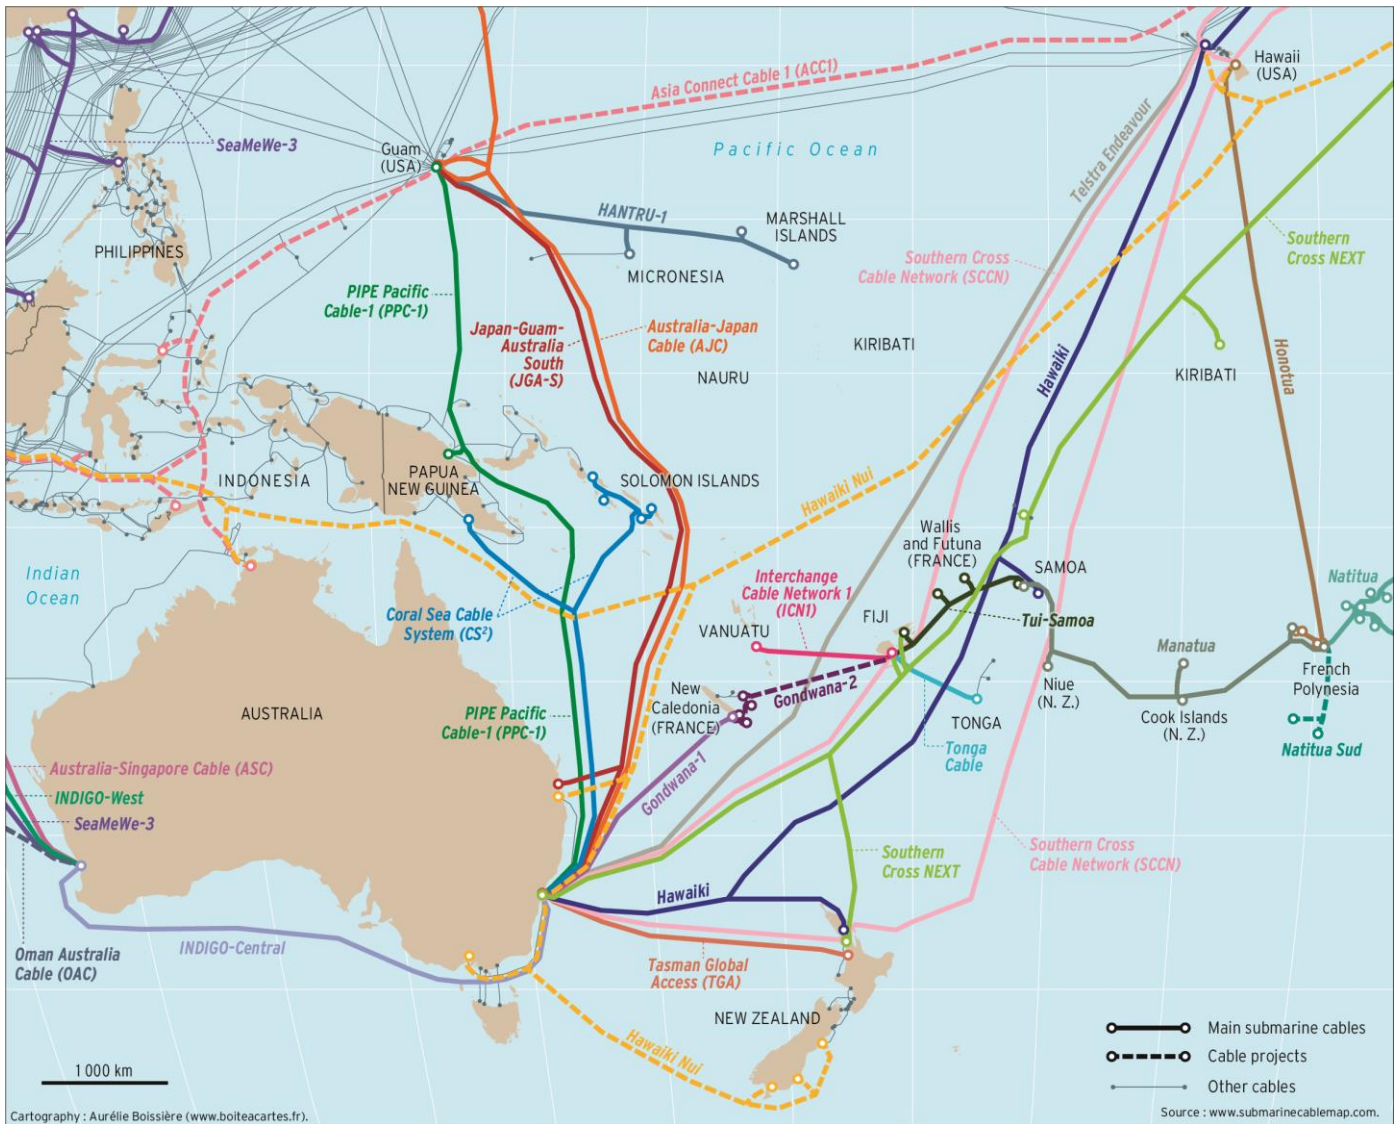 Hawaii
(USA)
Asia Connect Cable 1 (ACC1)
SeaMeWe-3
Guam
(USA)
Pacific Ocean
Telstra Endeavour
HANTRU-1
MARSHALL
ISLANDS
PHILIPPINES
MICRONESIA
Southern Cross
Cable Network (SCCN)
Southern
Cross NEXT
PIPE Pacific
Cable-1 (PPC-1)
Japan-Guam-
Australia
South
(JGA-S)
Australia-Japan
Cable (AJC)
KIRIBATI
NAURU
Hawaiki
KIRIBATI
Honotua
INDONESIA
PAPUA
NEW GUINEA
SOLOMON ISLANDS
Hawaiki Nui
Indian
Ocean
Wallis
and Futuna
(FRANCE)
SAMOA
Natitua
Interchange
Cable Network 1
(ICN1)
Coral Sea Cable
System (CS²)
VANUATU
FIJI
Tui-Samoa
Manatua
New
Caledonia
(FRANCE)
Gondwana-2
Niue
(N. Z.)
French
Polynesia
AUSTRALIA
PIPE Pacific
Cable-1 (PPC-1)
TONGA
Cook Islands
(N. Z.)
Tonga
Cable
Natitua Sud
Gondwana-1
Australia-Singapore Cable (ASC)
INDIGO-West
SeaMeWe-3
Southern
Cross NEXT
Southern Cross
Cable Network (SCCN)
Hawaiki
INDIGO-Central
Oman Australia
Cable (OAC)
Tasman Global
Access (TGA)
NEW ZEALAND
Hawaiki Nui
Main submarine cables
Cable projects
Other cables
1 000 km
Cartography : Aurélie Boissière (www.boiteacartes.fr).
Source : www.submarinecablemap.com.